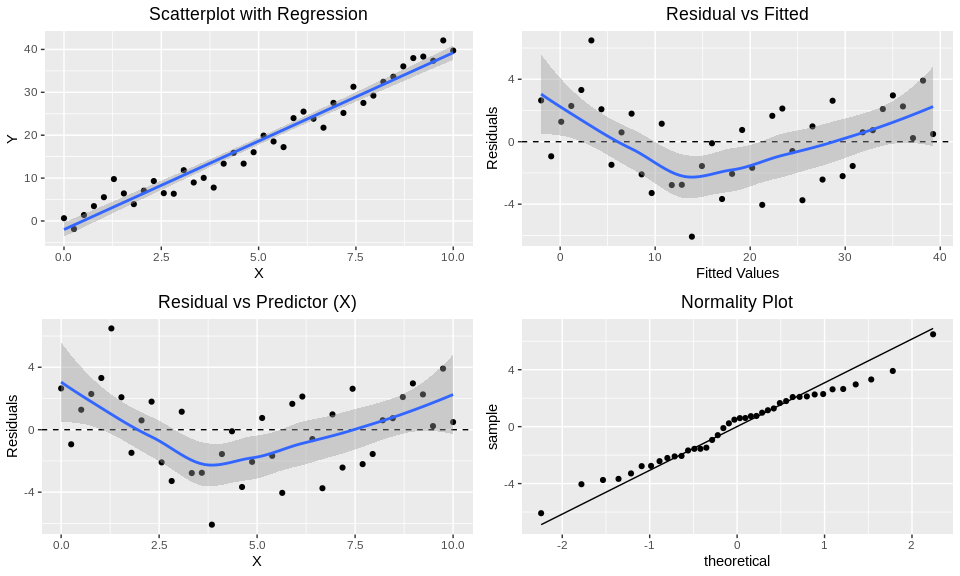 Scatterplot with Regression
Y
40
30
20
10
0
0.0 2.5 5.0 7.5 10.0
X
Residual vs Fitted
Residuals
4
0
-4
0 10 20 30 40
Fitted Values
Residual vs Predictor (X)
Residuals
4
0
-4
0.0 2.5 5.0 7.5 10.0
X
Normality Plot
sample
4
0
-4
-2 -1 0 1 2
theoretical